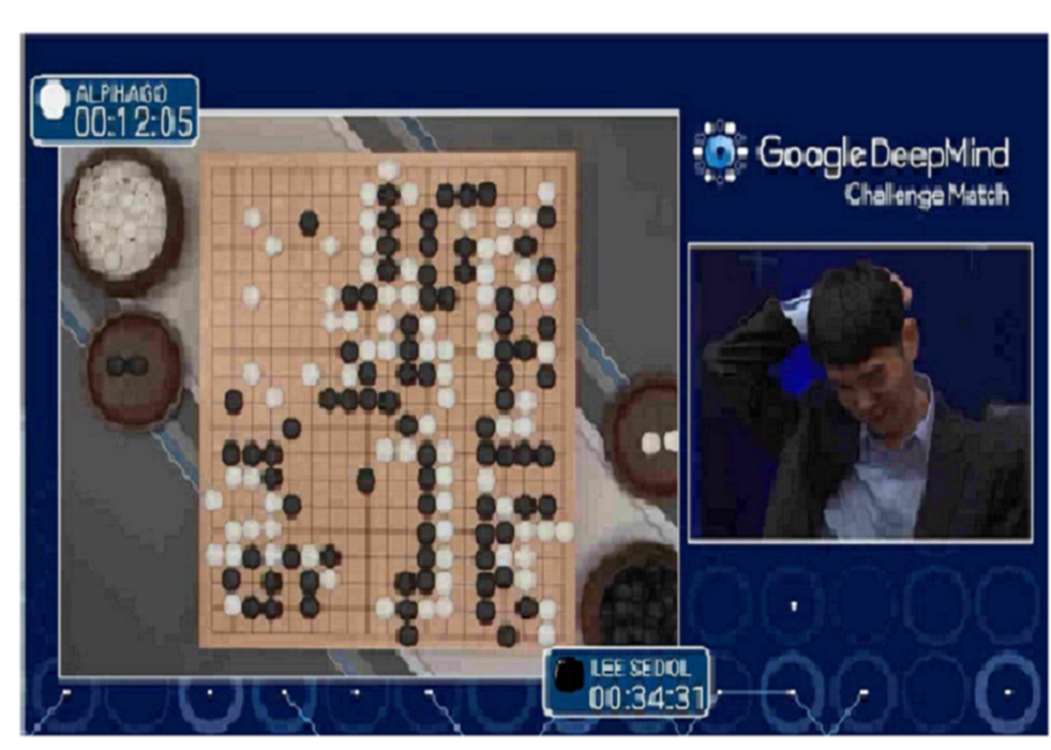 ALPHAGO
00:12:05
Google DeepMind
Challenge Match
LEE SEDOL
00:34:31